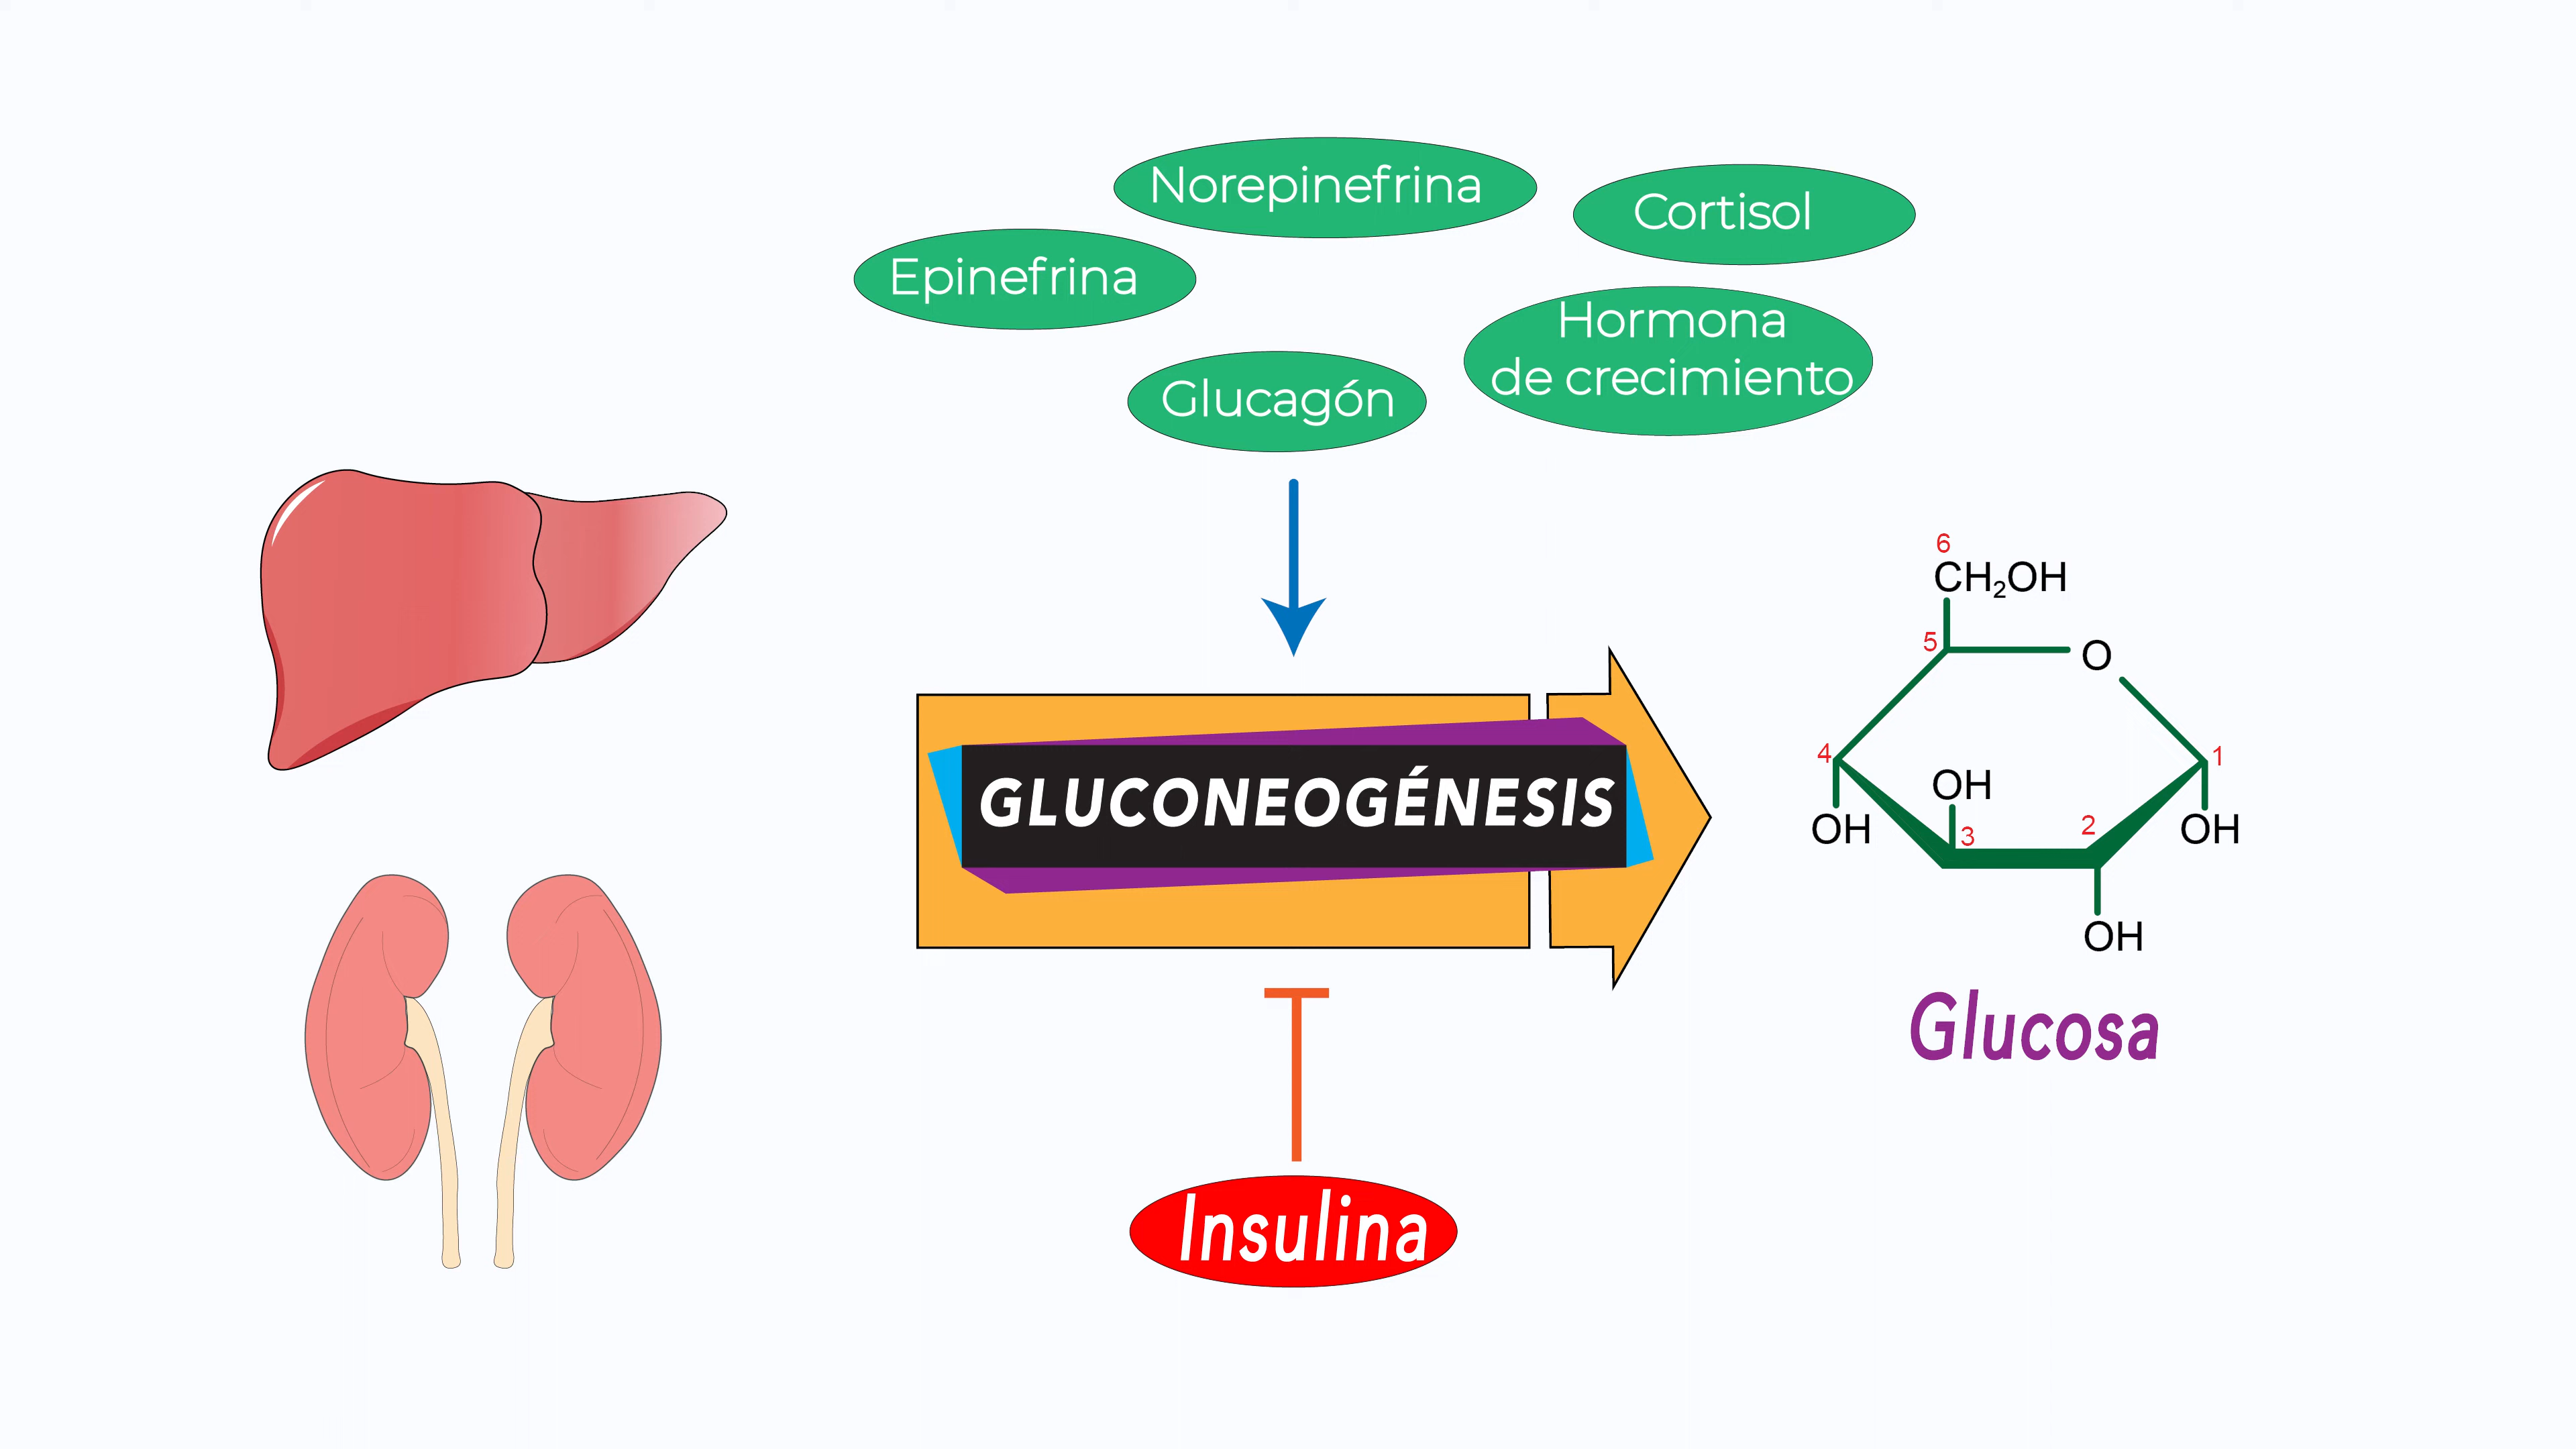 Norepinefrina
Cortisol
Epinefrina
Hormona
de crecimiento
Glucagón
6
CH₂OH
5
O
GLUCONEOGÉNESIS
4
1
OH
3
2
OH
OH
OH
Glucosa
Insulina